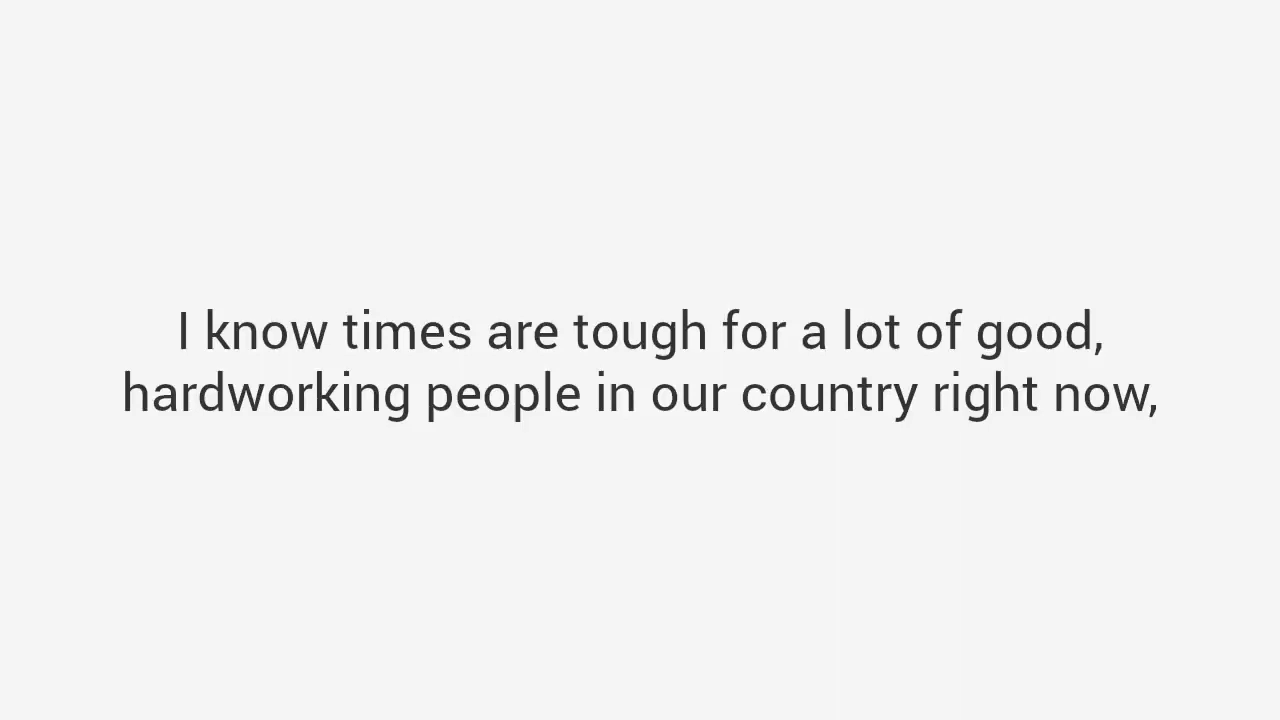 I know times are tough for a lot of good,
hardworking people in our country right now,